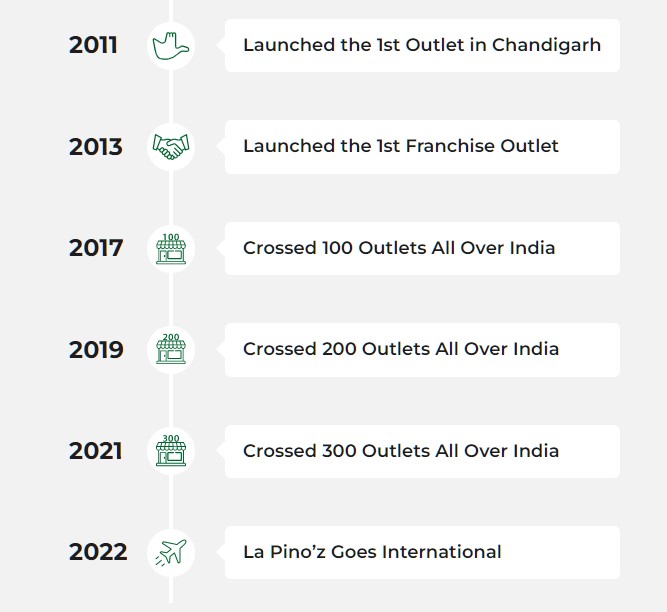 2011
Launched the 1st Outlet in Chandigarh
2013
Launched the 1st Franchise Outlet
2017
100
Crossed 100 Outlets All Over India
2019
200
Crossed 200 Outlets All Over India
2021
300
Crossed 300 Outlets All Over India
2022
La Pino’z Goes International